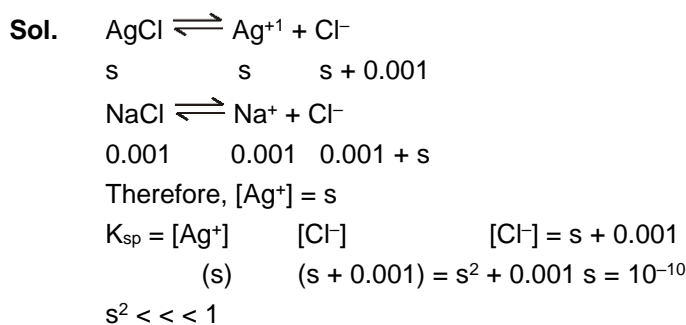 Sol. AgCl ⇌ Ag⁺¹ + Cl⁻
s s s + 0.001
NaCl ⇌ Na⁺ + Cl⁻
0.001 0.001 0.001 + s
Therefore, [Ag⁺] = s
Kₛₚ = [Ag⁺] [Cl⁻] [Cl⁻] = s + 0.001
(s) (s + 0.001) = s² + 0.001 s = 10⁻¹⁰
s² < < < 1